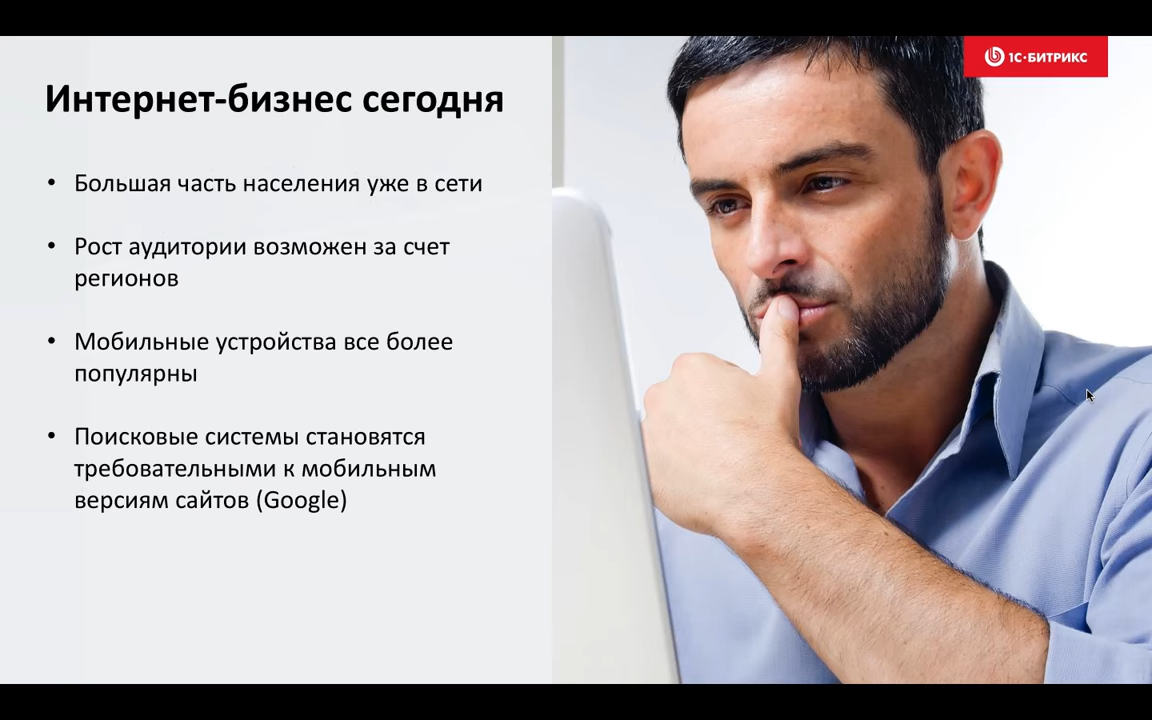 1С·БИТРИКС
Интернет-бизнес сегодня
• Большая часть населения уже в сети
• Рост аудитории возможен за счет
регионов
• Мобильные устройства все более
популярны
• Поисковые системы становятся
требовательными к мобильным
версиям сайтов (Google)